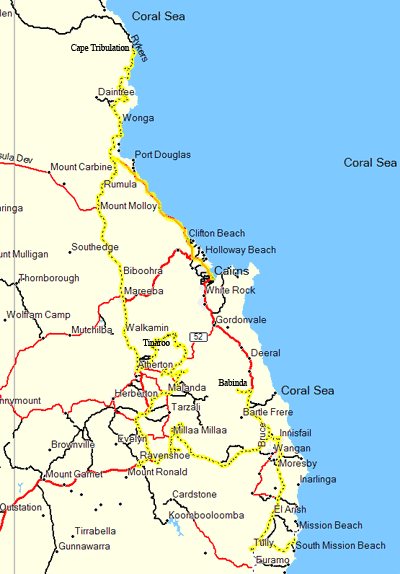 Coral Sea
len
Rykers
Cape Tribulation
Daintree
Wonga
Port Douglas
sula Dev
Mount Carbine
Coral Sea
Rumula
aringa
Mount Molloy
Clifton Beach
Southedge
Holloway Beach
unt Mulligan
Biboohra
Cairns
Thornborough
Mareeba
White Rock
Wolfram Camp
Walkamin
Gordonvale
Mutchilba
52
Tinaroo
Deeral
Atherton
Malanda
Babinda
Coral Sea
Herberton
nnymount
Tarzali
Bartle Frere
Millaa Millaa
Bruce
Innisfail
Evelyn
Brownville
Wangan
Ravenshoe
Moresby
Mount Garnet
Mount Ronald
Inarlinga
Cardstone
Oustation
Koombooloomba
El Arish
Mission Beach
Tirrabella
Tully
South Mission Beach
Gunnawarra
Euramo